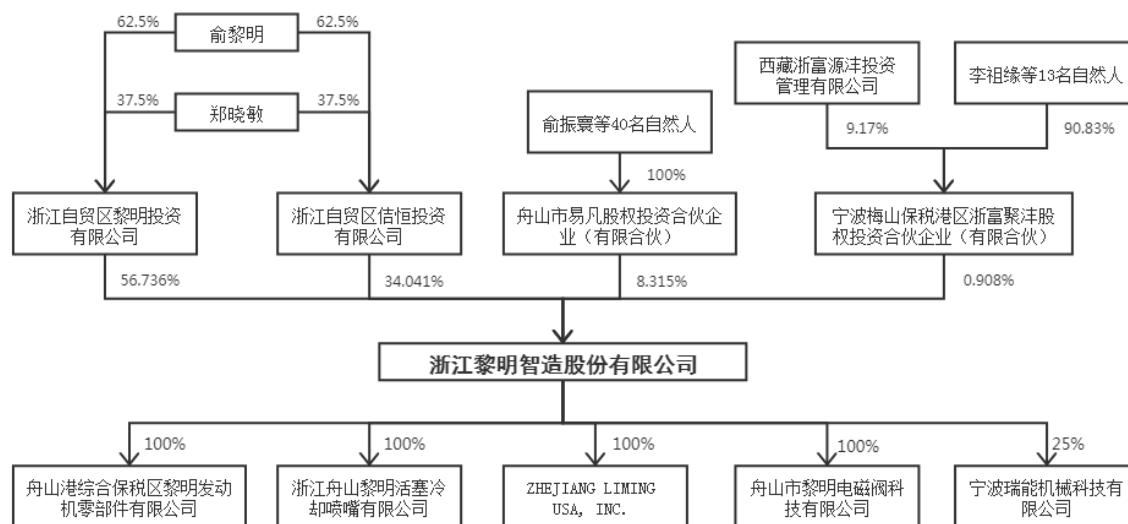 62.5%
俞黎明
62.5%
37.5%
郑晓敏
37.5%
西藏浙富源沣投资
管理有限公司
李祖缘等13名自然人
俞振寰等40名自然人
9.17%
90.83%
100%
浙江自贸区黎明投资
有限公司
浙江自贸区佶恒投资
有限公司
舟山市易凡股权投资合伙企
业（有限合伙）
宁波梅山保税港区浙富聚沣股
权投资合伙企业（有限合伙）
56.736%
34.041%
8.315%
0.908%
浙江黎明智造股份有限公司
100%
100%
100%
100%
25%
舟山港综合保税区黎明发动
机零部件有限公司
浙江舟山黎明活塞冷
却喷嘴有限公司
ZHEJIANG LIMING
USA, INC.
舟山市黎明电磁阀科
技有限公司
宁波瑞能机械科技有
限公司